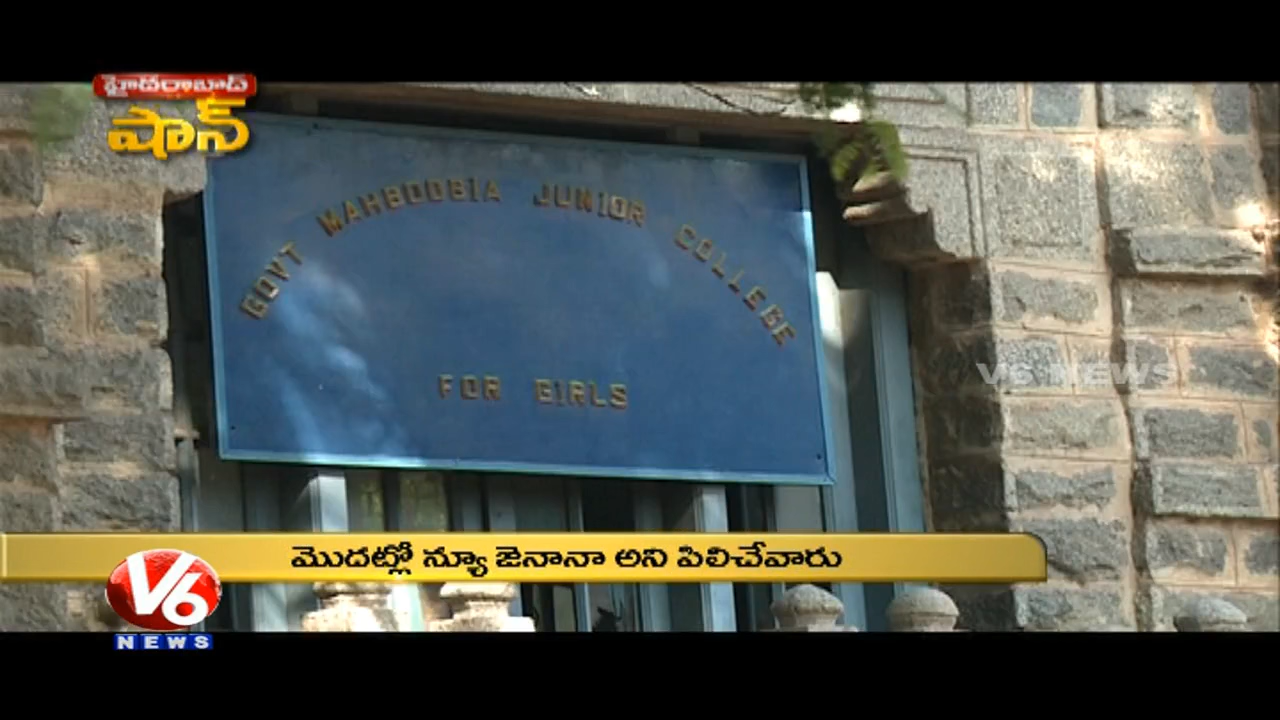 హైదరాబాద్
షాన్
GOVT MAHBOOBIA JUNIOR COLLEGE
FOR GIRLS
V6 NEWS
మొదట్లో న్యూ జెనానా అని పిలిచేవారు
V6
NEWS